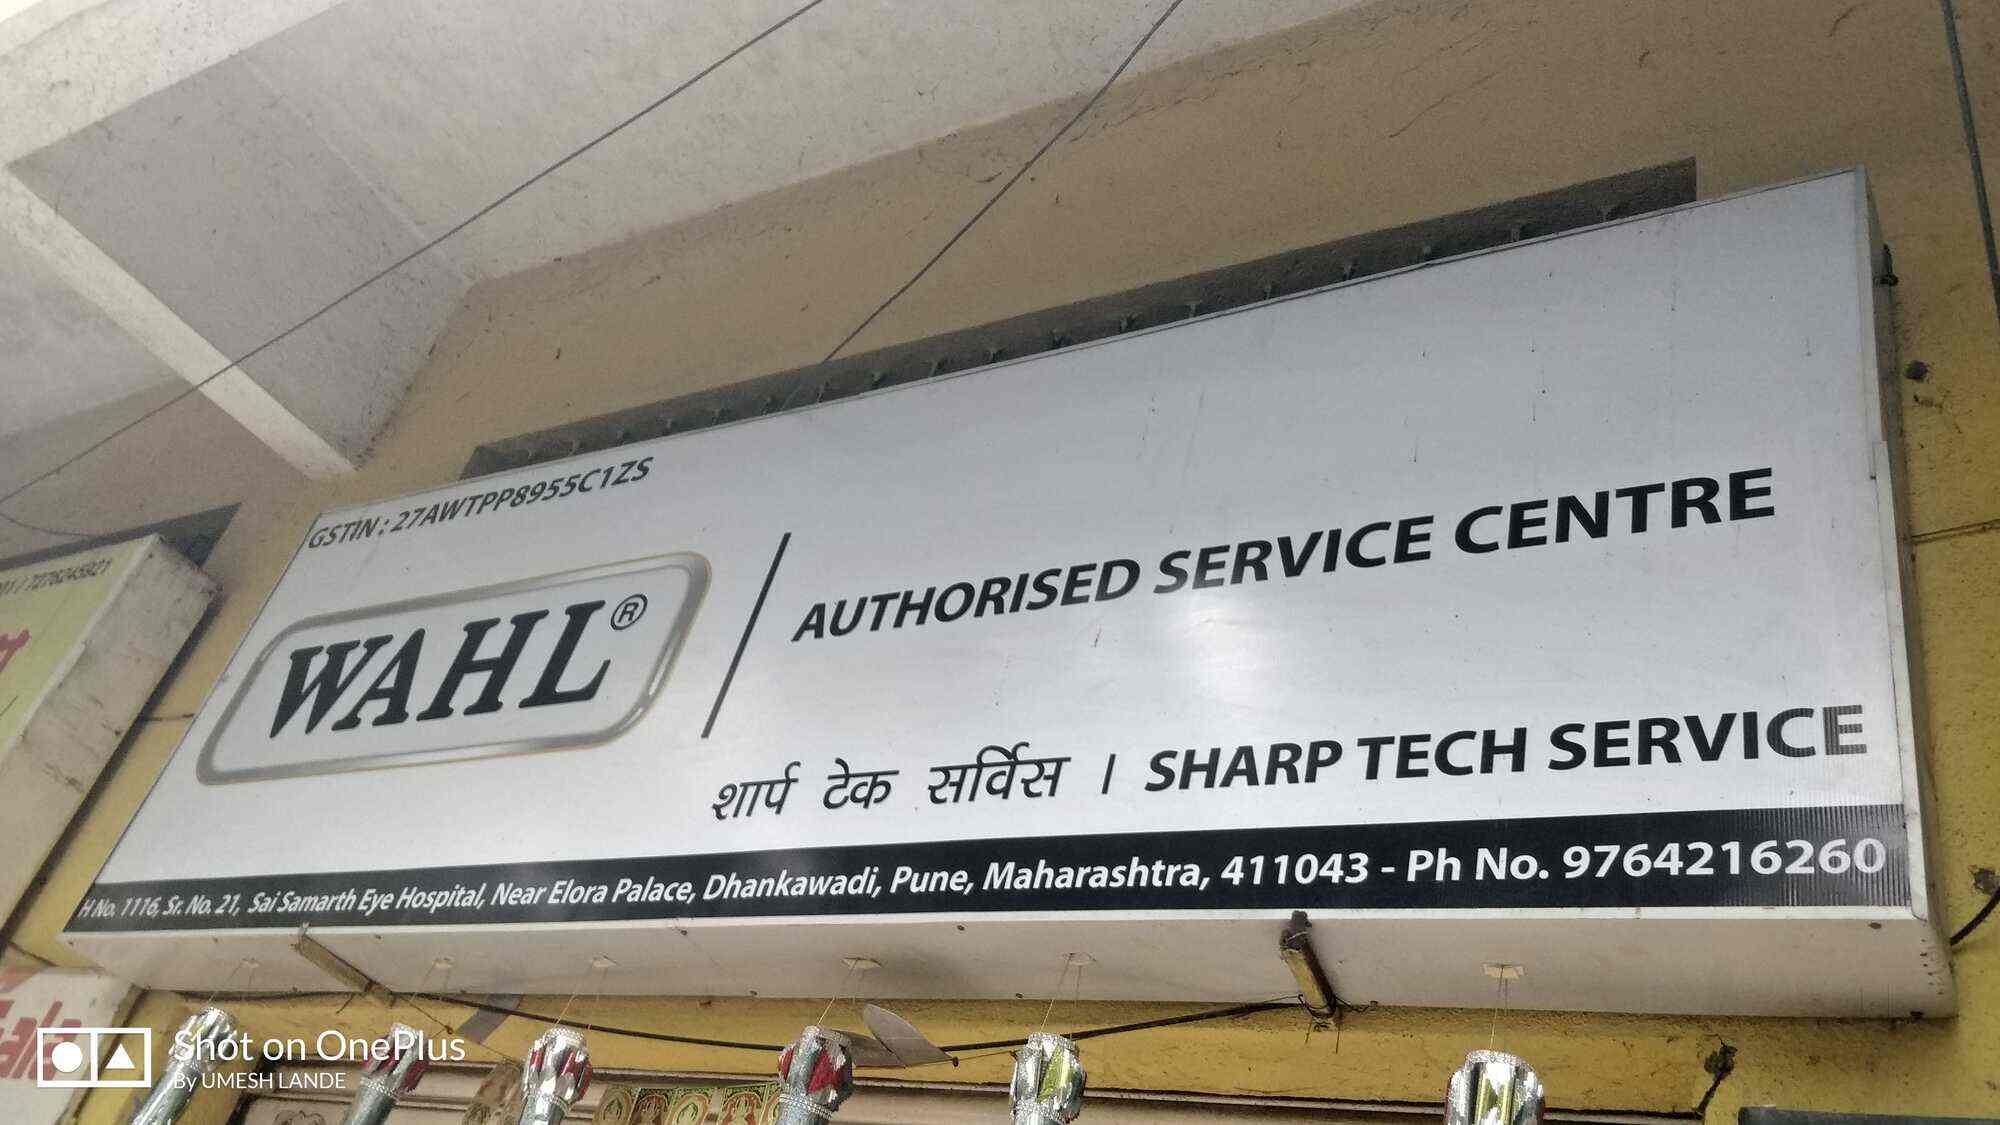 GSTIN : 27AWTPP8955C1ZS
WAHL®
AUTHORISED SERVICE CENTRE
शार्प टेक सर्विस | SHARP TECH SERVICE
H No. 1116, Sr. No. 21, Sai Samarth Eye Hospital, Near Elora Palace, Dhankawadi, Pune, Maharashtra, 411043 - Ph No. 9764216260
7276245921
Shot on OnePlus
By UMESH LANDE